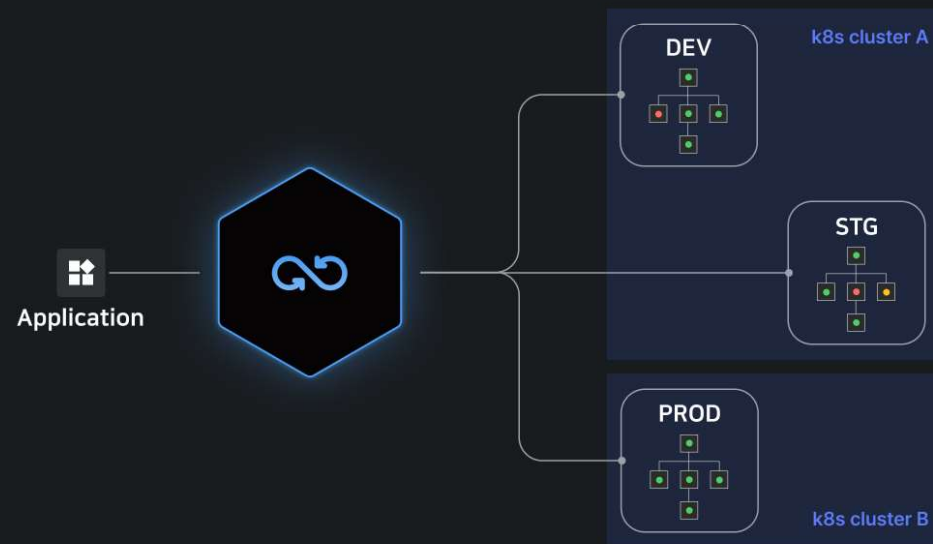 k8s cluster A
DEV
STG
Application
PROD
k8s cluster B